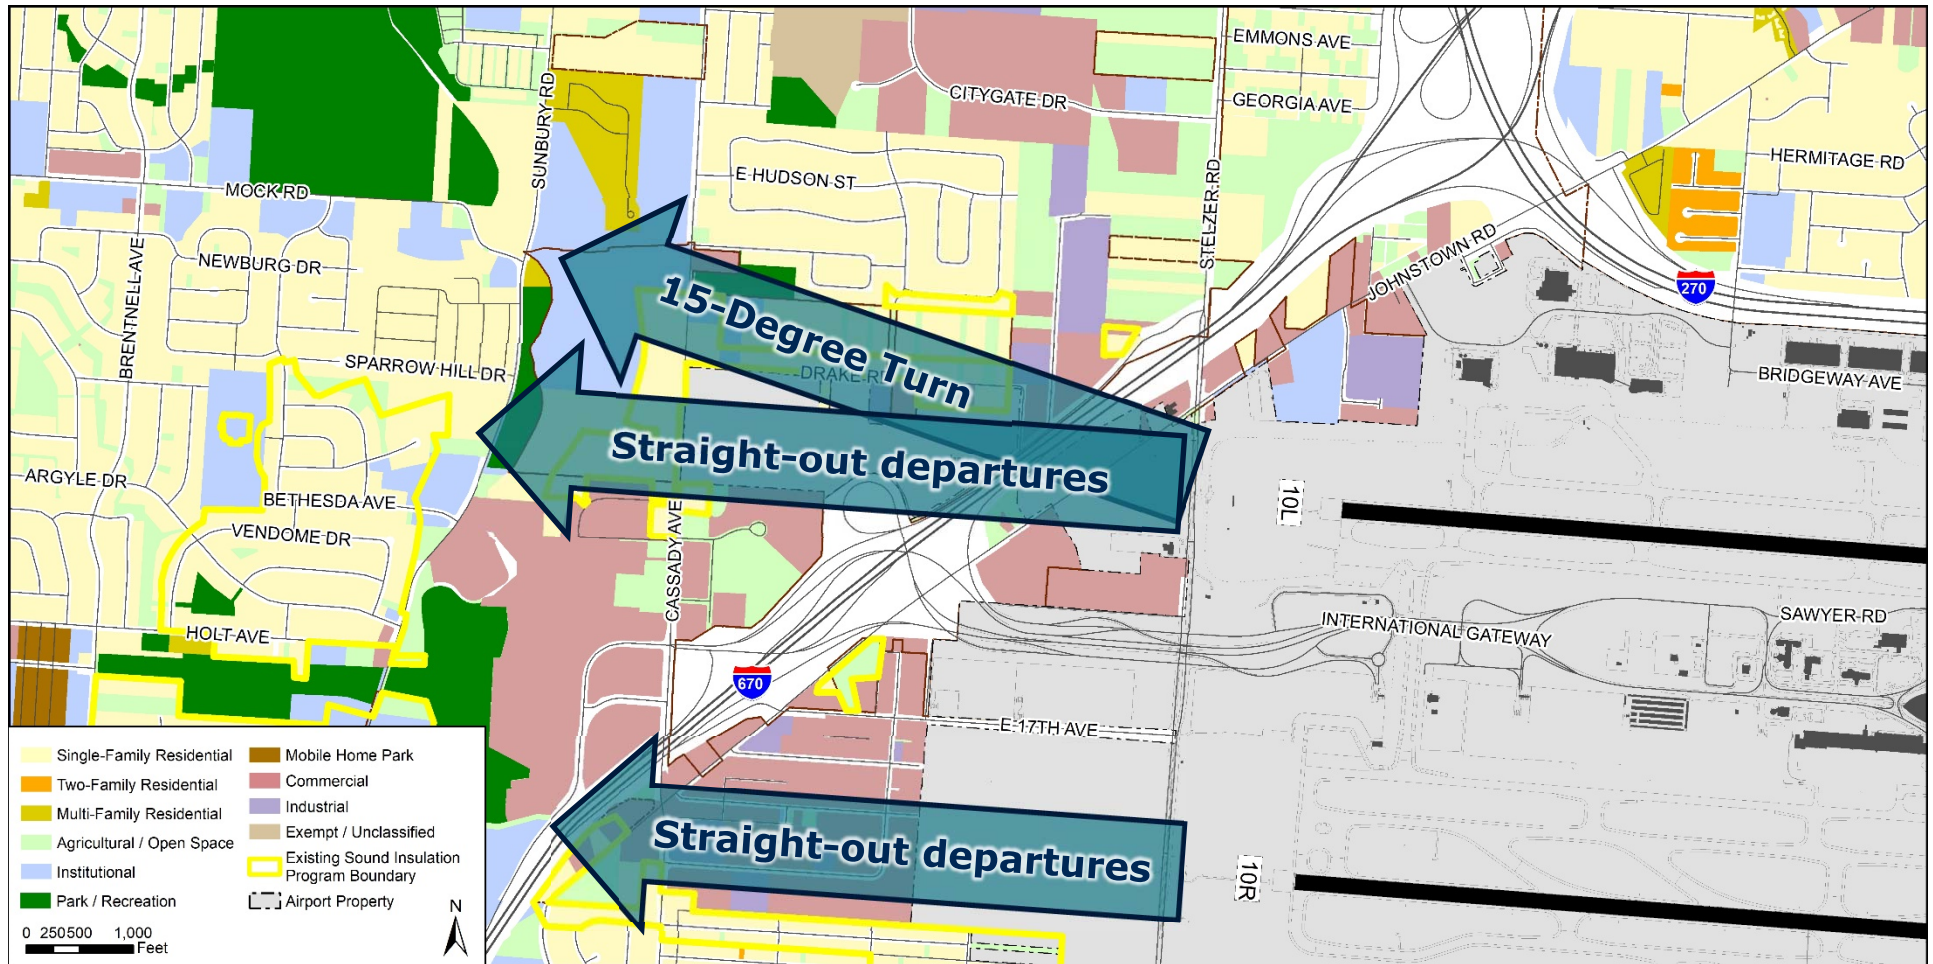 EMMONS AVE
CITYGATE DR
GEORGIA AVE
SUNBURY RD
HERMITAGE RD
E HUDSON ST
MOCK RD
STELZER RD
BRENTNELL AVE
NEWBURG DR
JOHNSTOWN RD
270
15-Degree Turn
SPARROW HILL DR
DRAKE RD
BRIDGEWAY AVE
Straight-out departures
ARGYLE DR
BETHESDA AVE
10L
VENDOME DR
CASSADY AVE
HOLT AVE
INTERNATIONAL GATEWAY
SAWYER RD
670
E 17TH AVE
Straight-out departures
10R
Single-Family Residential
Two-Family Residential
Multi-Family Residential
Agricultural / Open Space
Institutional
Park / Recreation
Mobile Home Park
Commercial
Industrial
Exempt / Unclassified
Existing Sound Insulation
Program Boundary
Airport Property
N
0 250 500 1,000
Feet